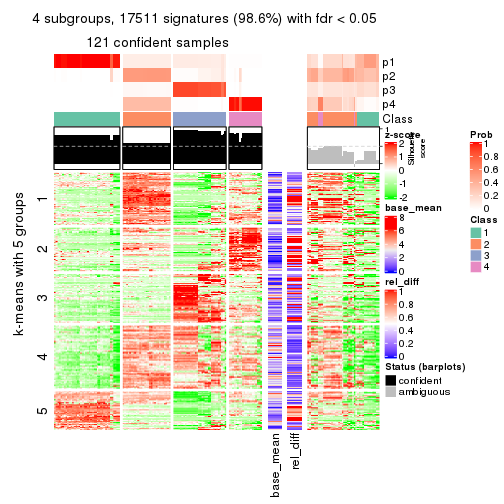 4 subgroups, 17511 signatures (98.6%) with fdr < 0.05
121 confident samples
p1
p2
p3
p4
Class
1
Silhouette
score
k-means with 5 groups
1
2
3
4
5
base_mean
rel_diff
z-score
2
1
0
-1
-2
base_mean
8
6
4
2
0
rel_diff
1
0.8
0.6
0.4
0.2
0
Status (barplots)
confident
ambiguous
Prob
1
0.8
0.6
0.4
0.2
0
Class
1
2
3
4